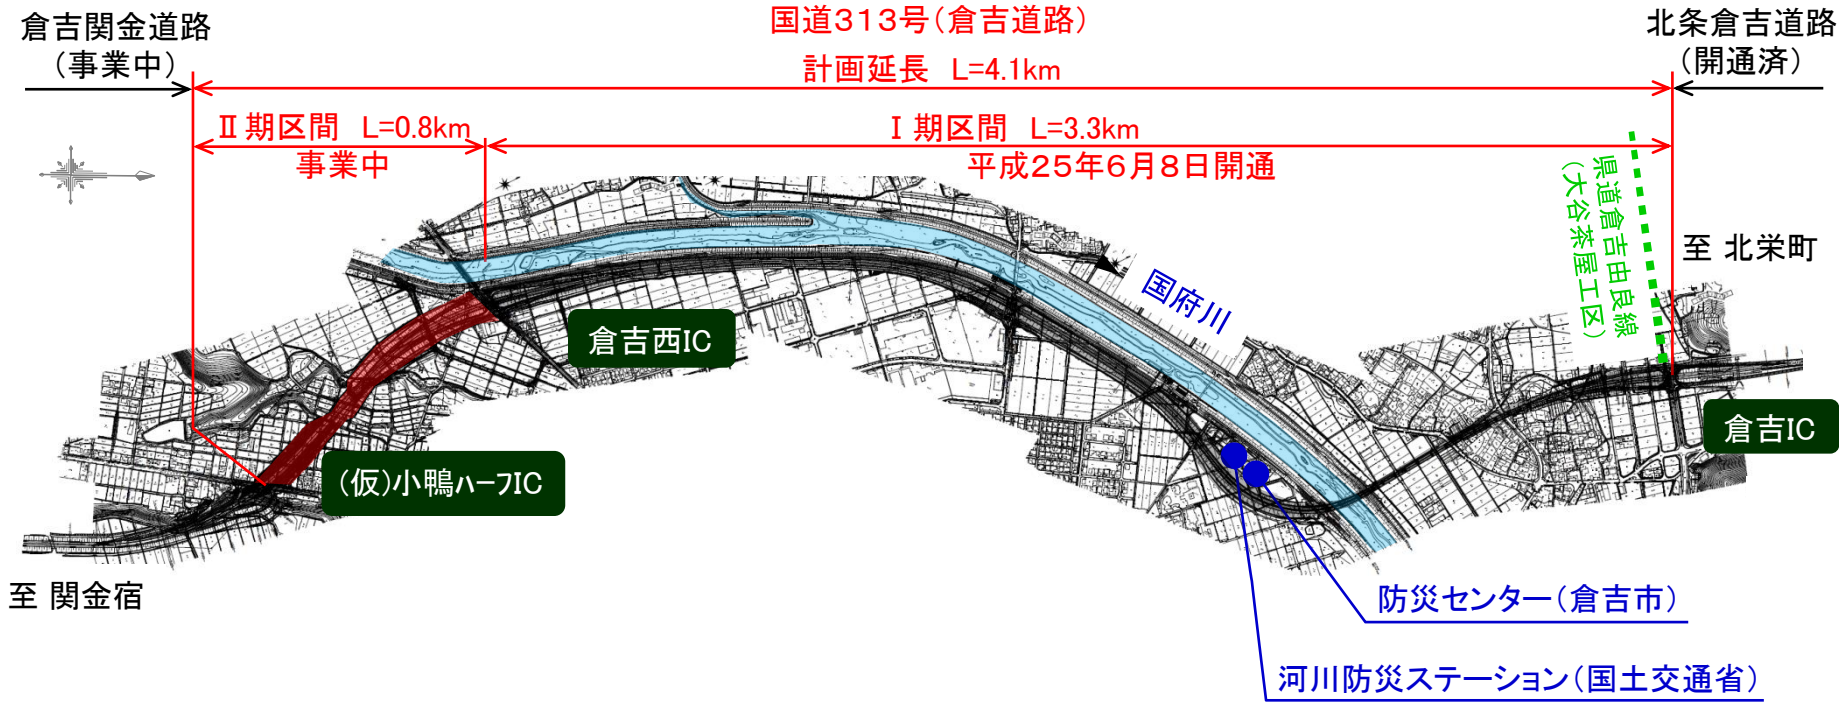 国道313号(倉吉道路)
倉吉関金道路
(事業中)
北条倉吉道路
(開通済)
計画延長 L=4.1km
Ⅱ期区間 L=0.8km
事業中
Ⅰ期区間 L=3.3km
平成25年6月8日開通
県道倉吉由良線
(大谷茶屋工区)
至 北栄町
国府川
倉吉西IC
倉吉IC
(仮)小鴨ハーフIC
至 関金宿
防災センター(倉吉市)
河川防災ステーション(国土交通省)